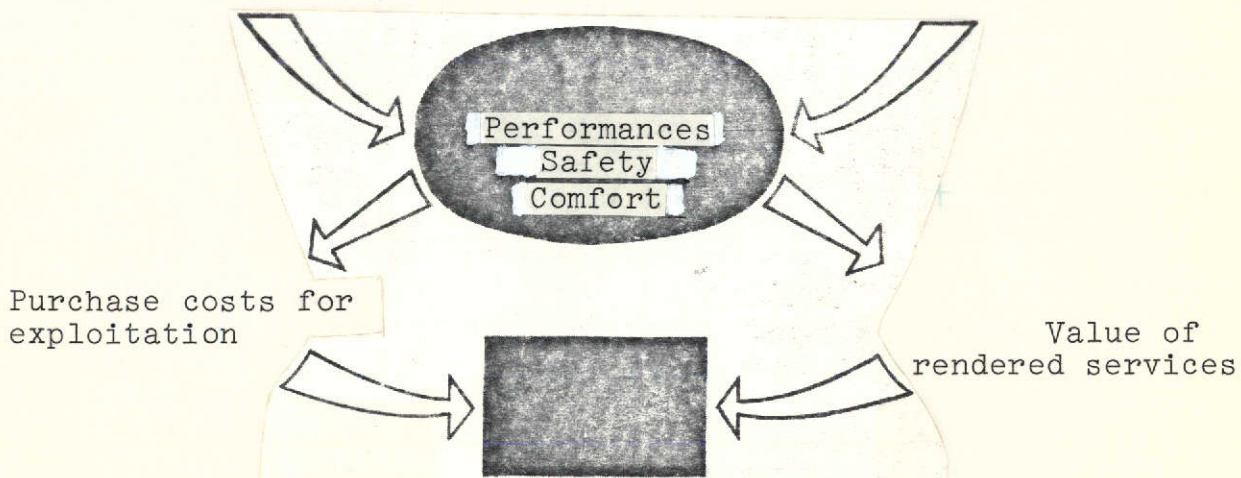 Performances
Safety
Comfort
Purchase costs for
exploitation
Value of
rendered services